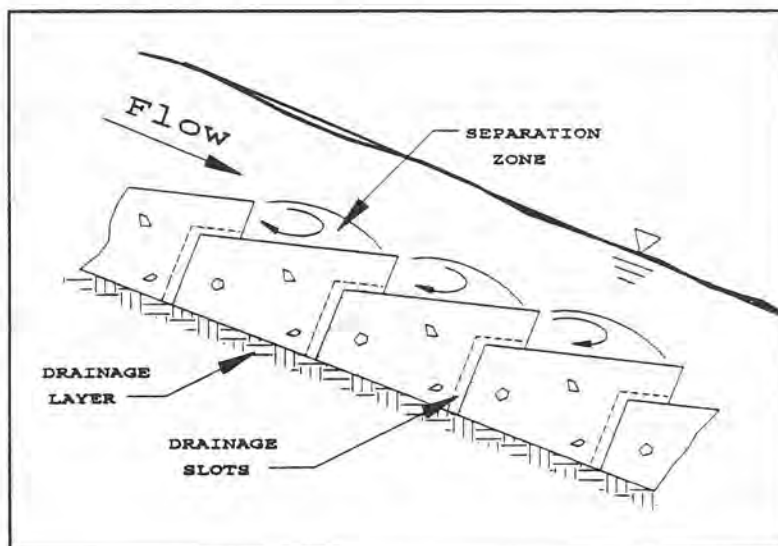 Flow
SEPARATION
ZONE
DRAINAGE
LAYER
DRAINAGE
SLOTS